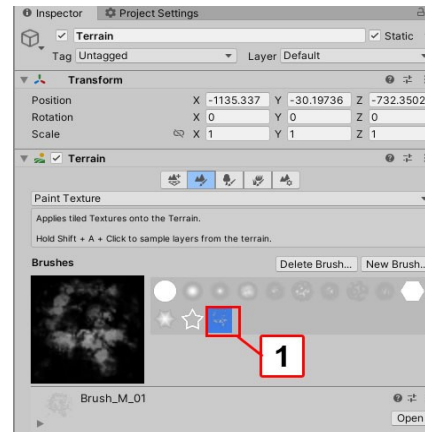 Inspector Project Settings
Terrain Static
Tag Untagged Layer Default
Transform
Position X -1135.337 Y -30.19736 Z -732.3502
Rotation X 0 Y 0 Z 0
Scale X 1 Y 1 Z 1
Terrain
Paint Texture
Applies tiled Textures onto the Terrain.
Hold Shift + A + Click to sample layers from the terrain.
Brushes Delete Brush... New Brush...
1
Brush_M_01
Open